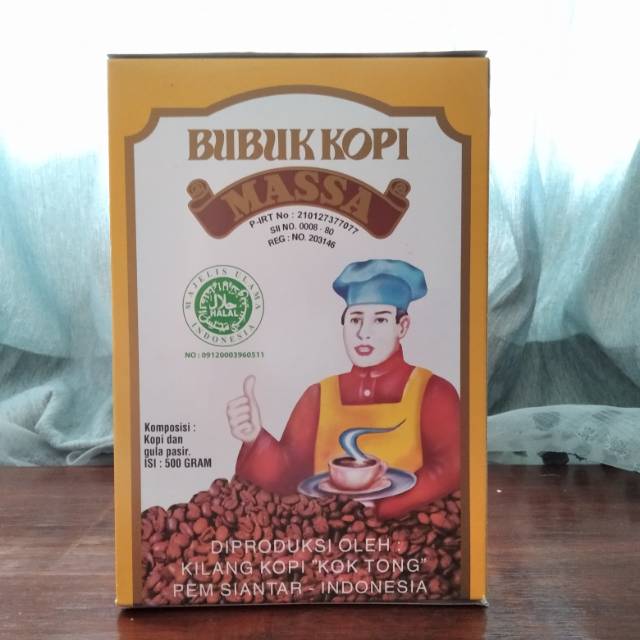 BUBUK KOPI
MASSA
P-IRT No : 210127377077
SII NO. 0008 - 80
REG : NO. 203146
MAJELIS ULAMA
حلال
HALAL
INDONESIA
NO : 09120003960511
Komposisi :
Kopi dan
gula pasir.
ISI : 500 GRAM
DIPRODUKSI OLEH :
KILANG KOPI "KOK TONG"
PEM SIANTAR - INDONESIA